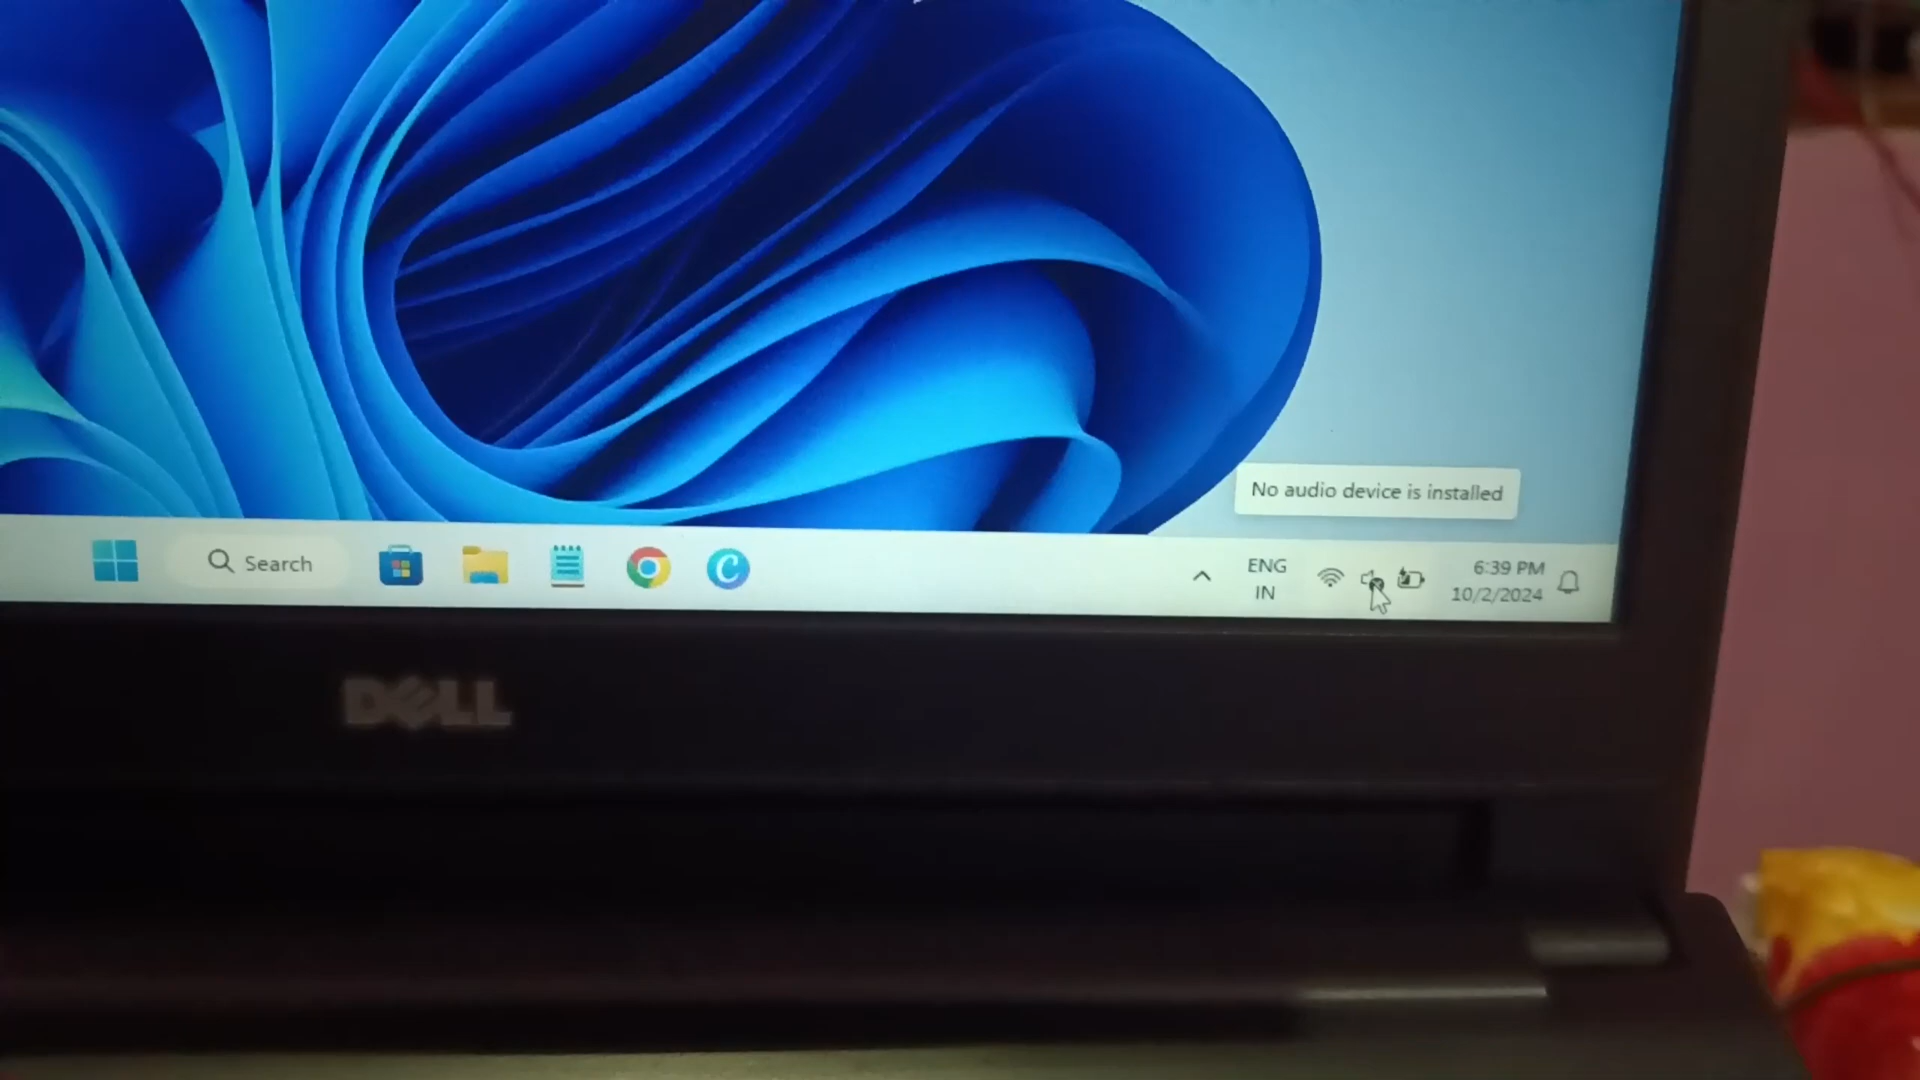 No audio device is installed
Search
ENG
IN
6:39 PM
10/2/2024
DELL